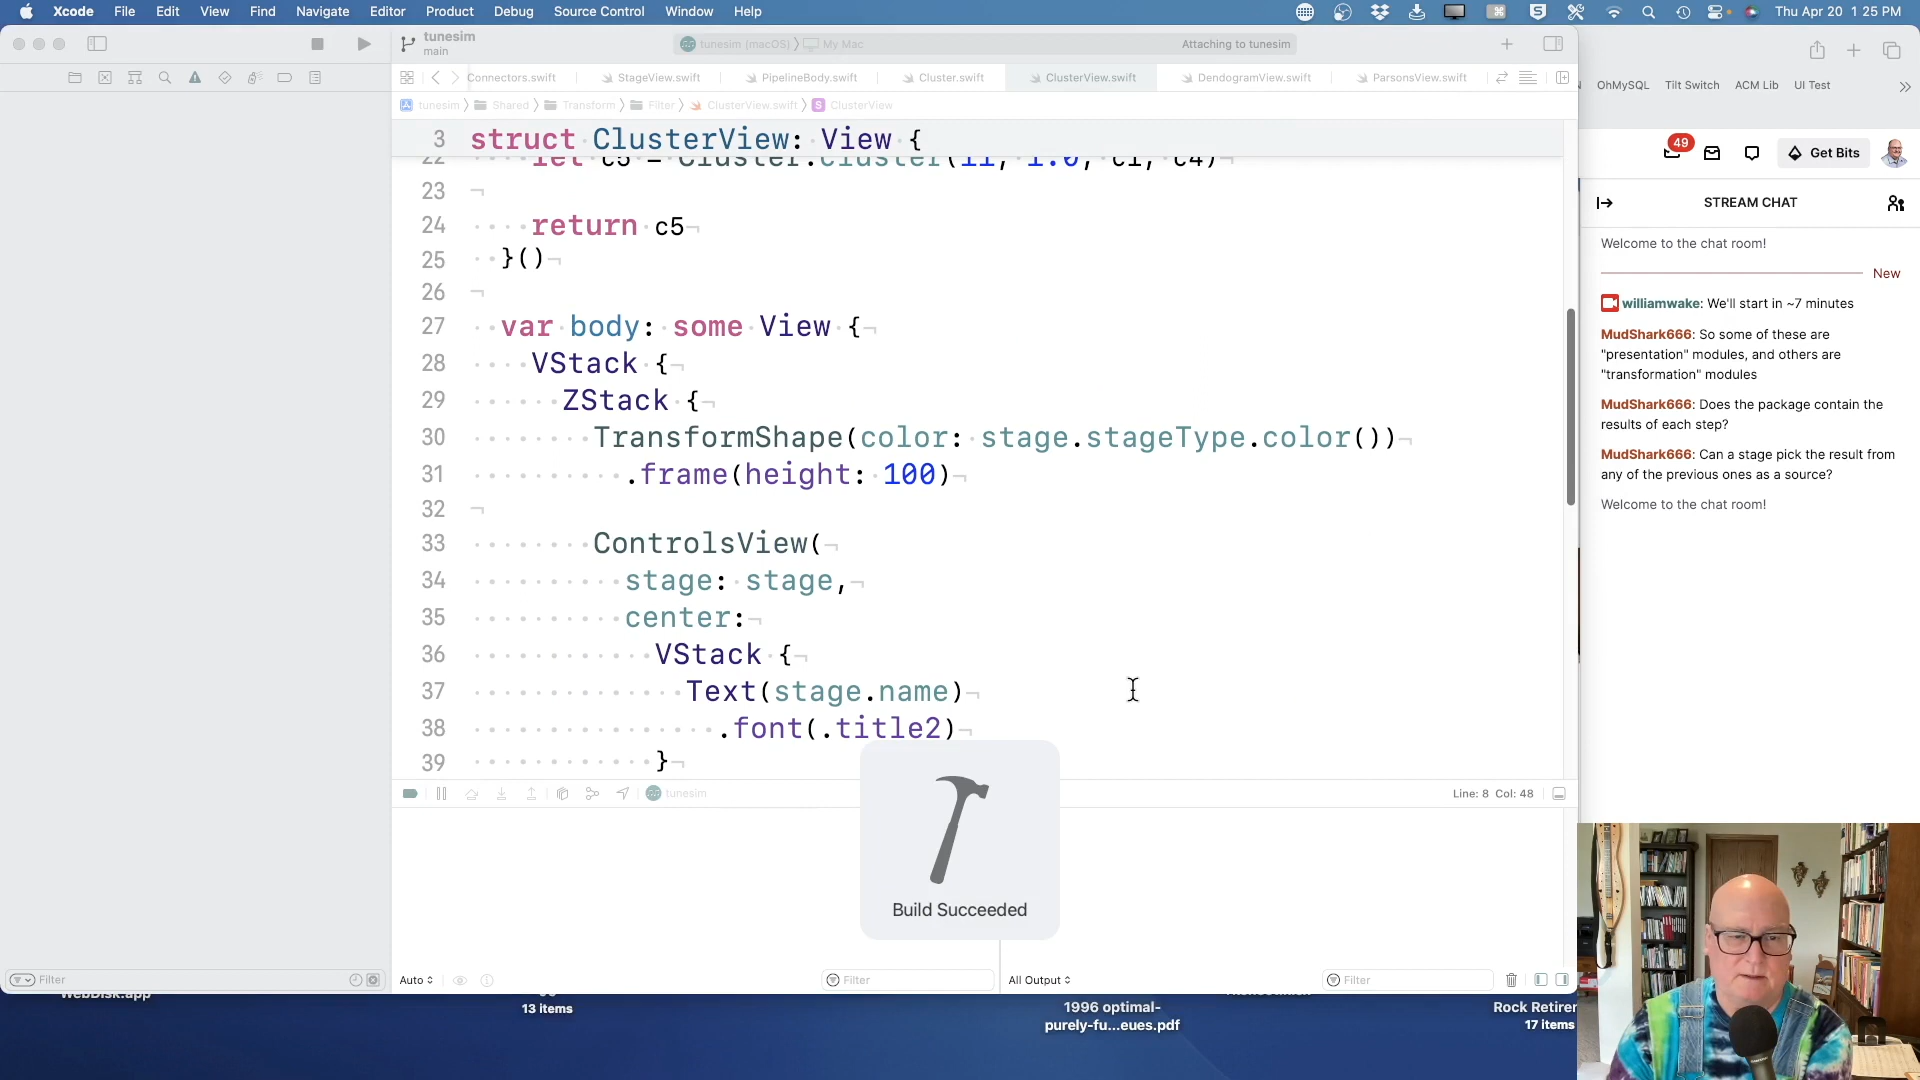 Xcode File Edit View Find Navigate Editor Product Debug Source Control Window Help Thu Apr 20 1:25 PM
tunesim
main
tunesim (macOS) My Mac Attaching to tunesim
Connectors.swift StageView.swift PipelineBody.swift Cluster.swift ClusterView.swift DendogramView.swift ParsonsView.swift
tunesim Shared Transform Filter ClusterView.swift S ClusterView
3 struct ClusterView: View {
22 let c5 = Cluster.cluster(11, 1.0, c1, c4)
23
24 return c5
25 }()
26
27 var body: some View {
28 VStack {
29 ZStack {
30 TransformShape(color: stage.stageType.color())
31 .frame(height: 100)
32
33 ControlsView(
34 stage: stage,
35 center:
36 VStack {
37 Text(stage.name)
38 .font(.title2)
39 }
tunesim Line: 8 Col: 48
Build Succeeded
Filter
Auto Filter All Output Filter
WebDisk.app
13 items
1996 optimal-
purely-fu...eues.pdf
Rock Retirer
17 items
OhMySQL Tilt Switch ACM Lib UI Test
49
Get Bits
STREAM CHAT
Welcome to the chat room!
New
williamwake: We'll start in ~7 minutes
MudShark666: So some of these are
"presentation" modules, and others are
"transformation" modules
MudShark666: Does the package contain the
results of each step?
MudShark666: Can a stage pick the result from
any of the previous ones as a source?
Welcome to the chat room!